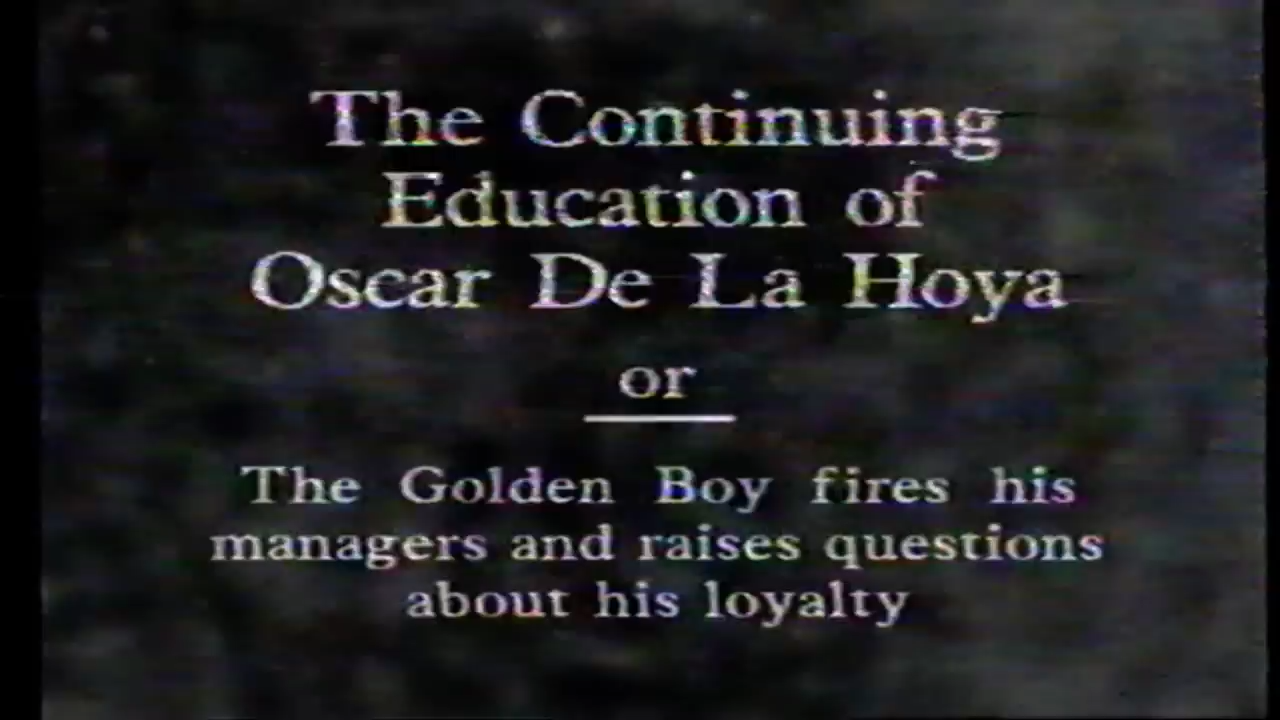 The Continuing
Education of
Oscar De La Hoya
or
The Golden Boy fires his
managers and raises questions
about his loyalty